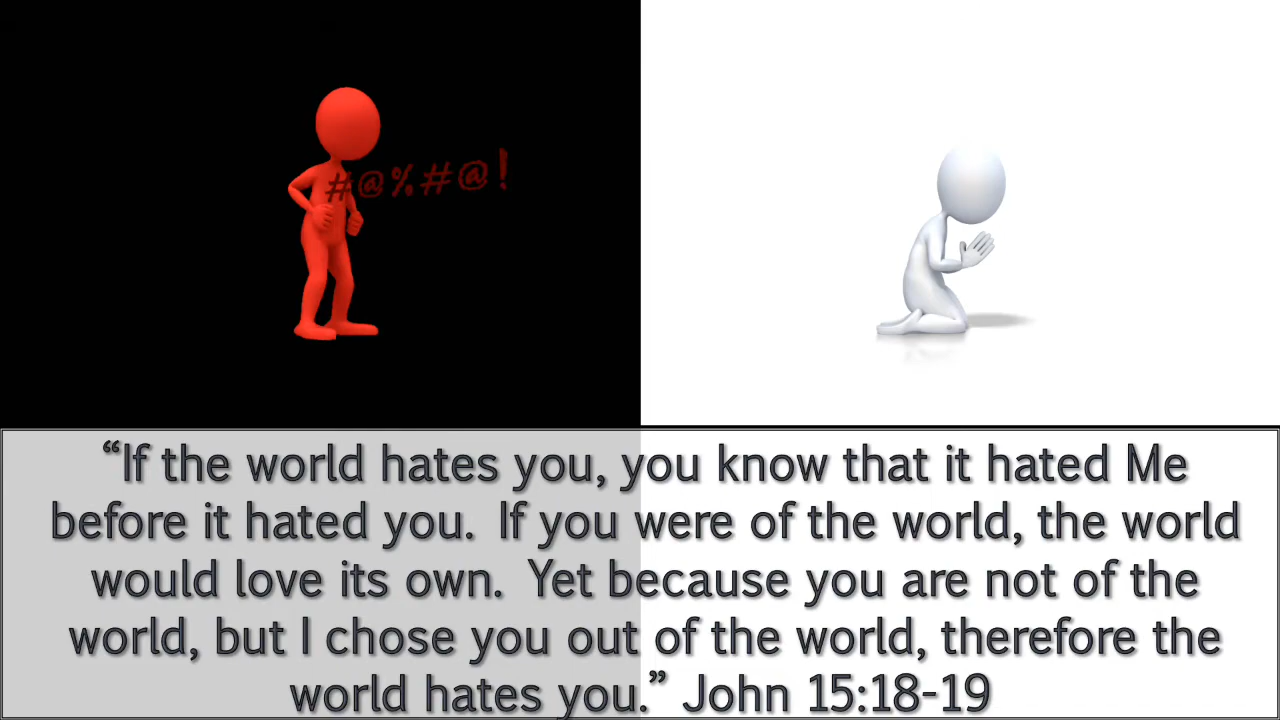 #@%#@!
“If the world hates you, you know that it hated Me
before it hated you.  If you were of the world, the world
would love its own.  Yet because you are not of the
world, but I chose you out of the world, therefore the
world hates you.” John 15:18-19